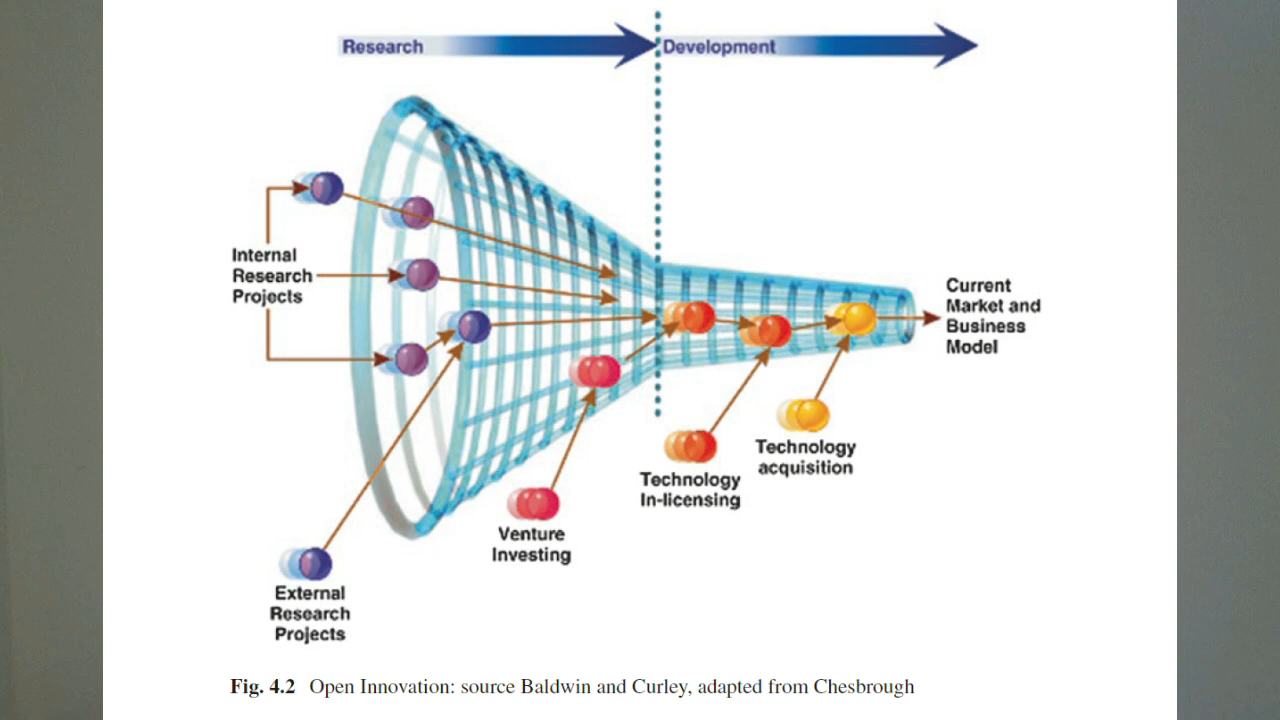 Research
Development
Internal
Research
Projects
Current
Market and
Business
Model
Technology
acquisition
Technology
In-licensing
Venture
Investing
External
Research
Projects
Fig. 4.2 Open Innovation: source Baldwin and Curley, adapted from Chesbrough